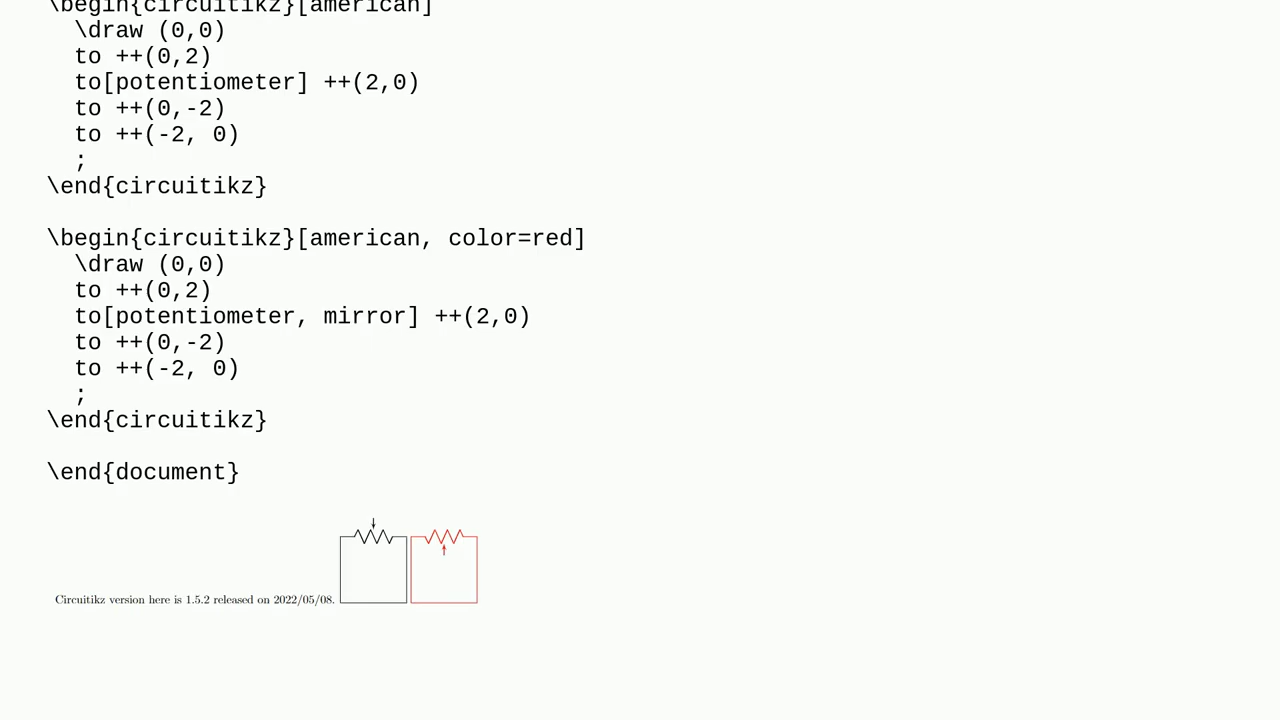 \begin{circuitikz}[american]
  \draw (0,0)
  to ++(0,2)
  to[potentiometer] ++(2,0)
  to ++(0,-2)
  to ++(-2, 0)
  ;
\end{circuitikz}

\begin{circuitikz}[american, color=red]
  \draw (0,0)
  to ++(0,2)
  to[potentiometer, mirror] ++(2,0)
  to ++(0,-2)
  to ++(-2, 0)
  ;
\end{circuitikz}

\end{document}
Circuitikz version here is 1.5.2 released on 2022/05/08.